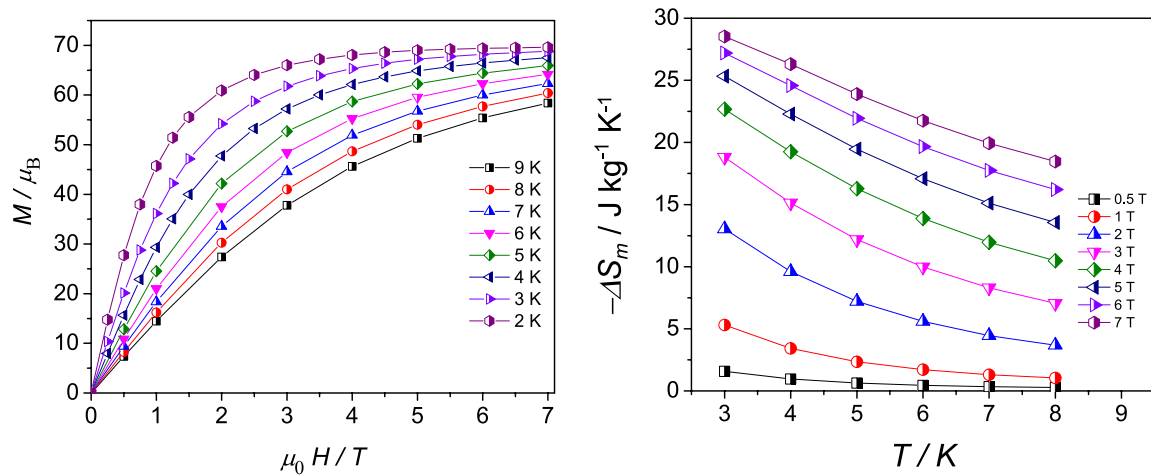 M / μB
70
60
50
40
30
20
10
0
0 1 2 3 4 5 6 7
μ0 H / T
9 K
8 K
7 K
6 K
5 K
4 K
3 K
2 K
−ΔSm / J kg-1 K-1
30
25
20
15
10
5
0
3 4 5 6 7 8 9
T / K
0.5 T
1 T
2 T
3 T
4 T
5 T
6 T
7 T